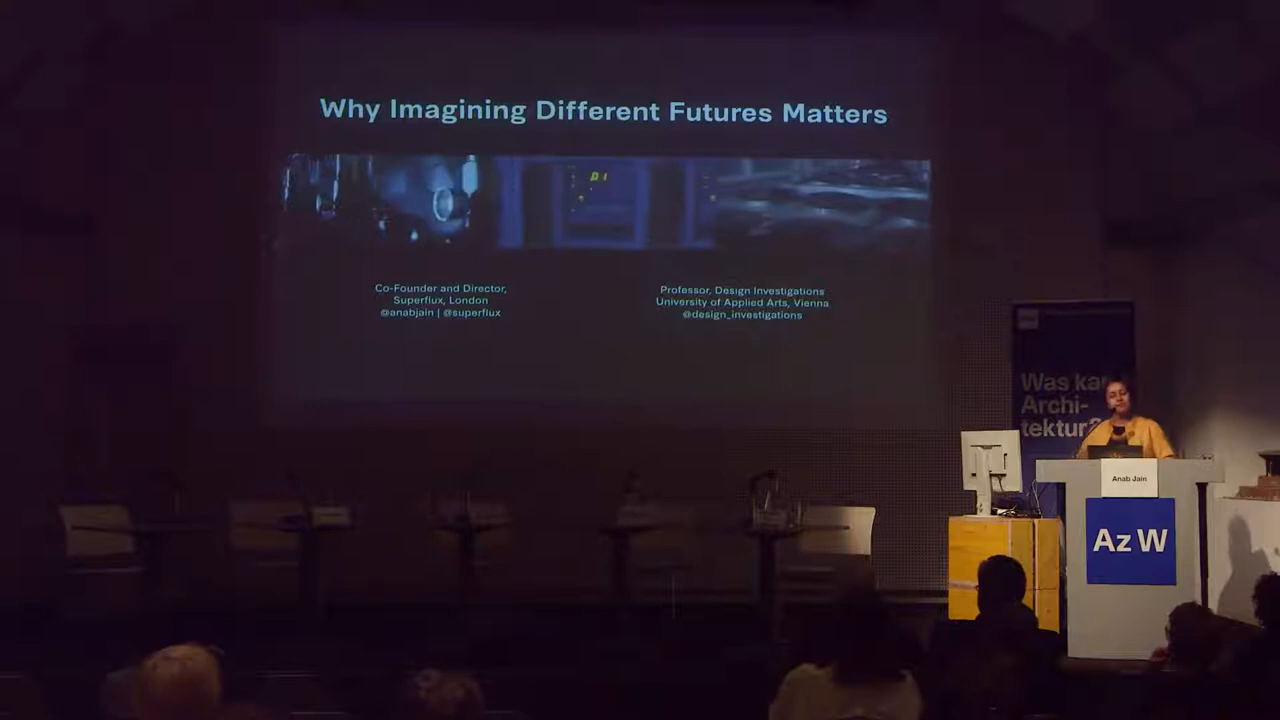 Why Imagining Different Futures Matters
Co-Founder and Director,
Superflux, London
@anabjain | @superflux
Professor, Design Investigations
University of Applied Arts, Vienna
@design_investigations
Was
Archi-
tektur?
Anab Jain
Az W